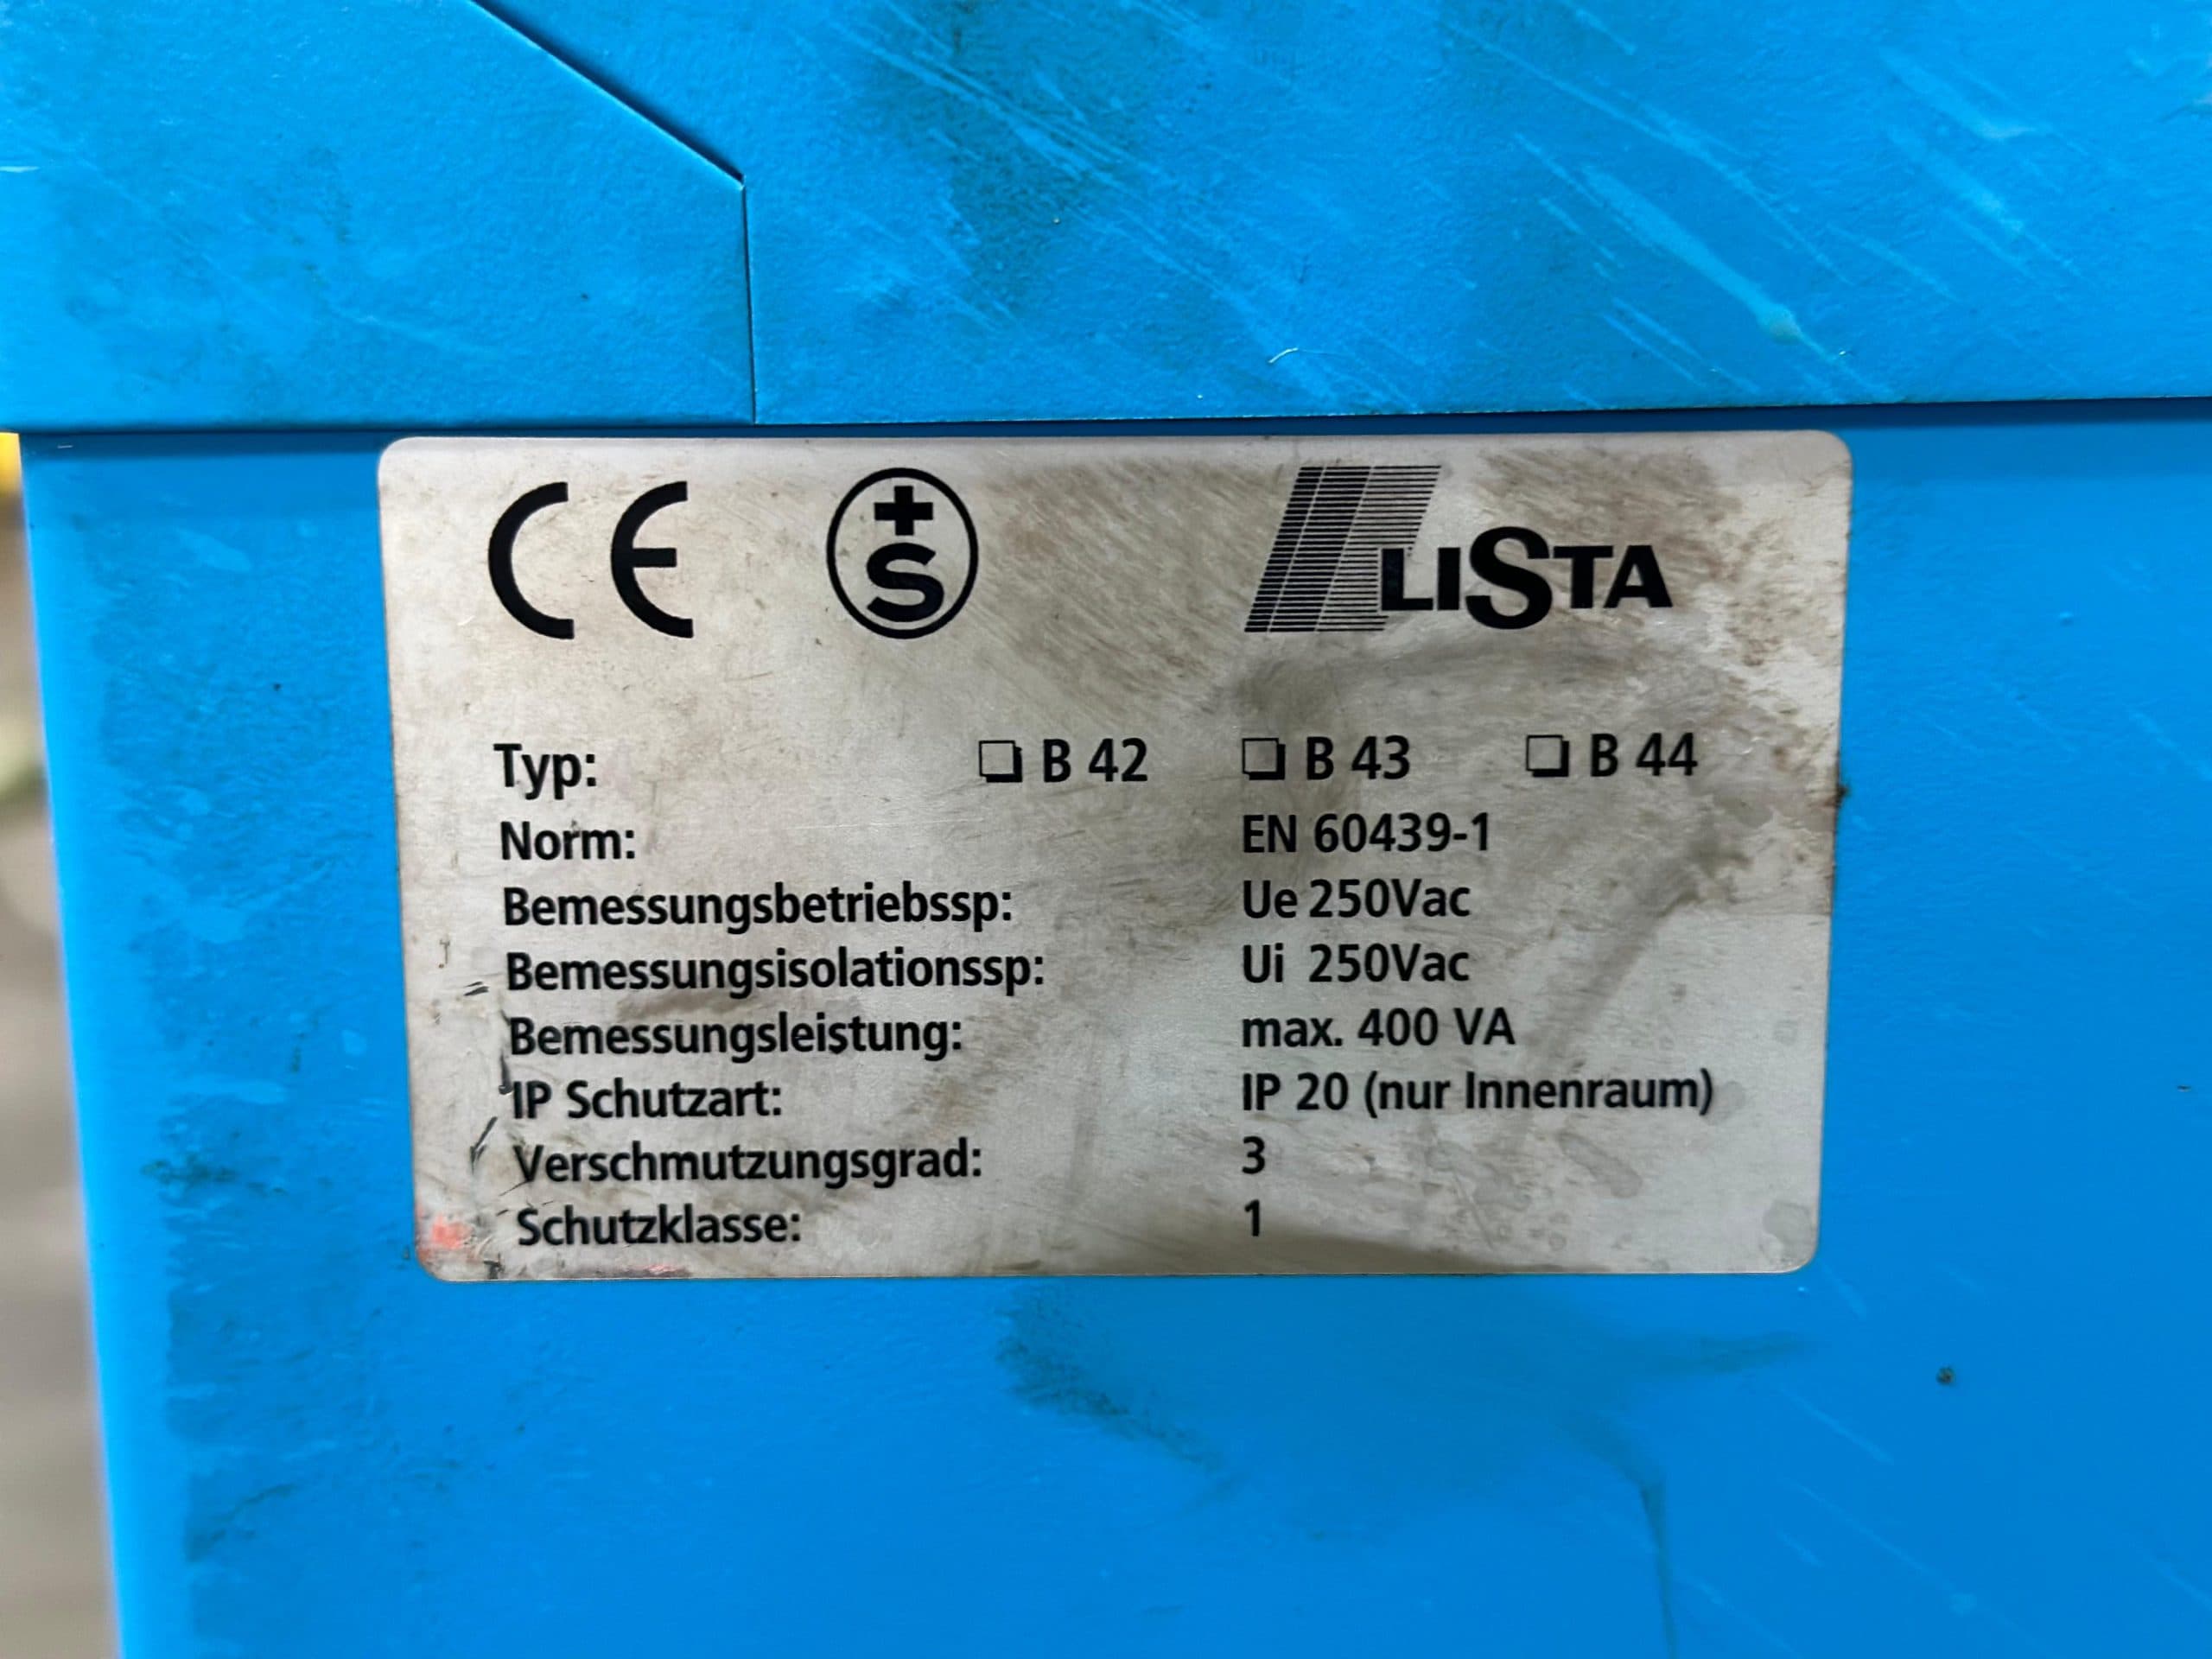 CE +S LISTA
Typ: ❏ B 42 ❏ B 43 ❏ B 44
Norm: EN 60439-1
Bemessungsbetriebssp: Ue 250Vac
Bemessungsisolationssp: Ui 250Vac
Bemessungsleistung: max. 400 VA
IP Schutzart: IP 20 (nur Innenraum)
Verschmutzungsgrad: 3
Schutzklasse: 1